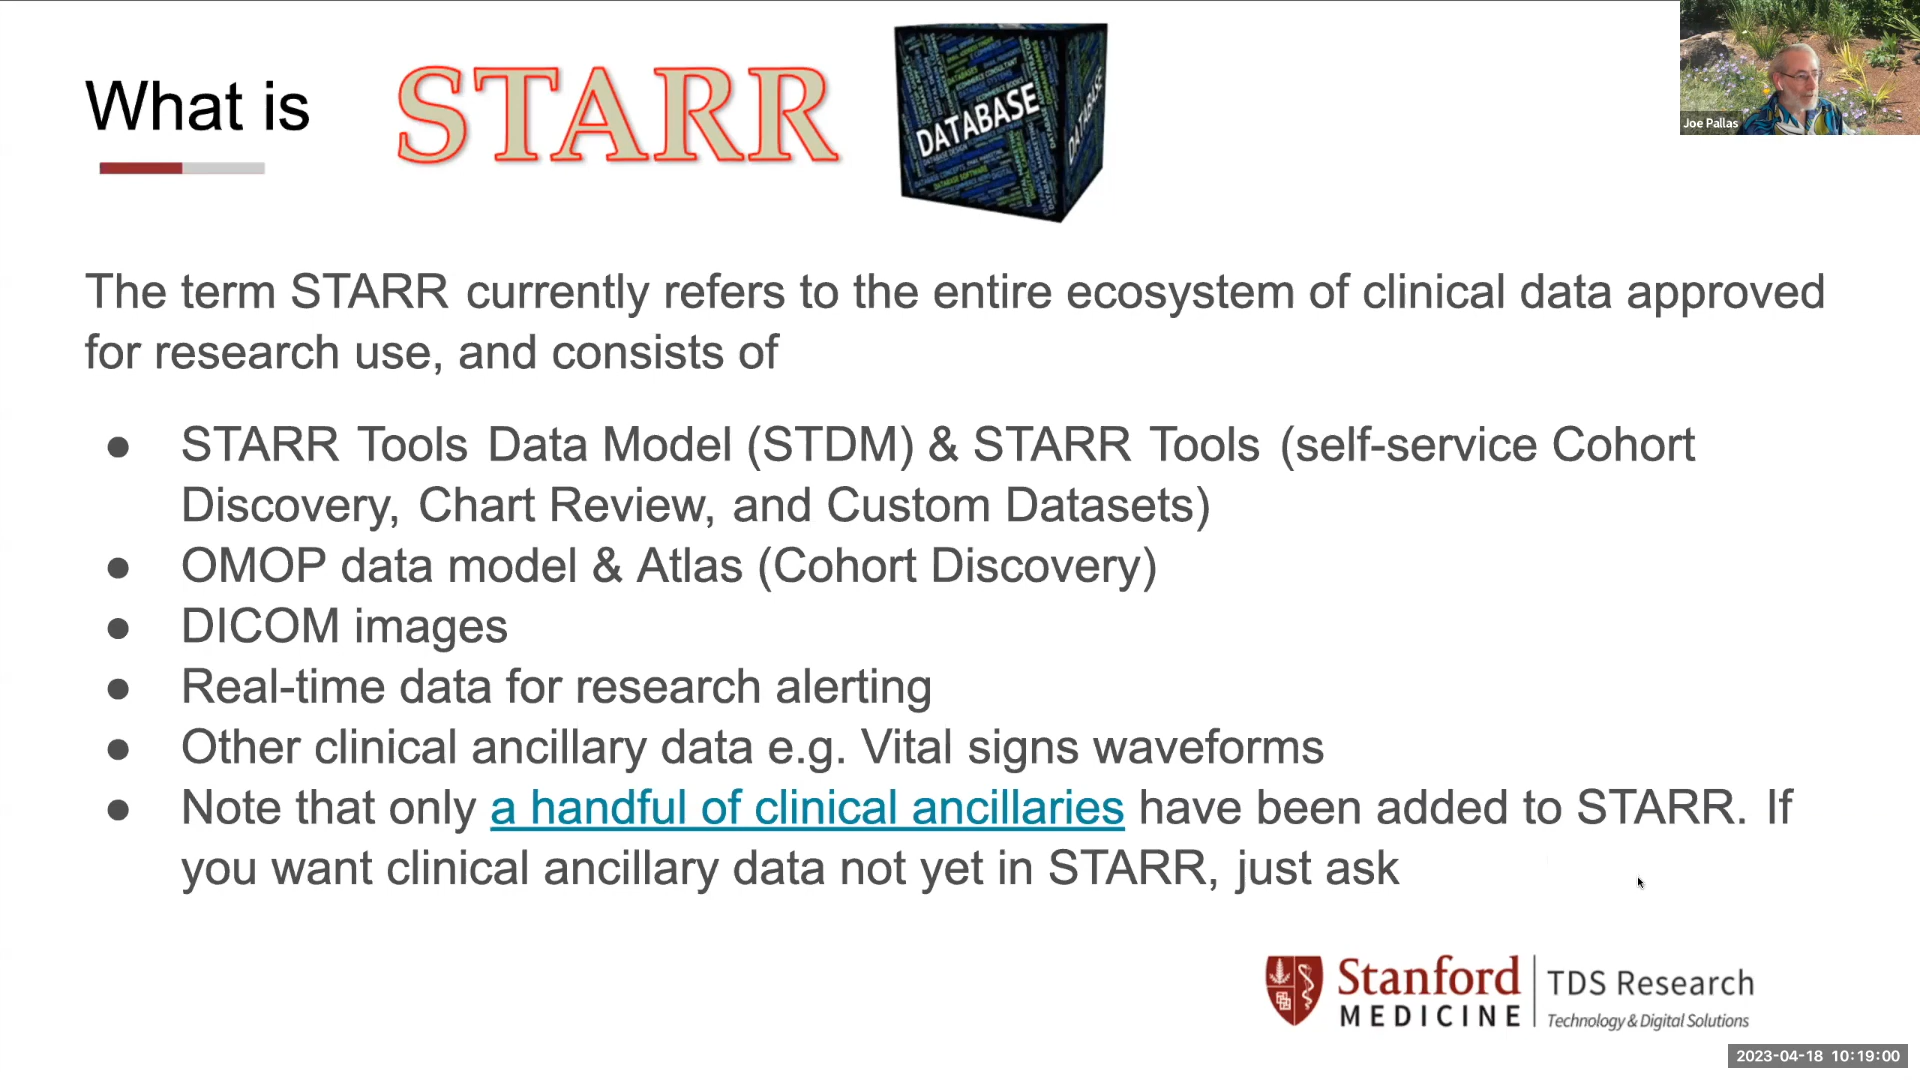 What is
STARR
DATABASE
DATABASE
Joe Pallas
The term STARR currently refers to the entire ecosystem of clinical data approved
for research use, and consists of
● STARR Tools Data Model (STDM) & STARR Tools (self-service Cohort
Discovery, Chart Review, and Custom Datasets)
● OMOP data model & Atlas (Cohort Discovery)
● DICOM images
● Real-time data for research alerting
● Other clinical ancillary data e.g. Vital signs waveforms
● Note that only a handful of clinical ancillaries have been added to STARR. If
you want clinical ancillary data not yet in STARR, just ask
Stanford
MEDICINE
TDS Research
Technology & Digital Solutions
2023-04-18 10:19:00